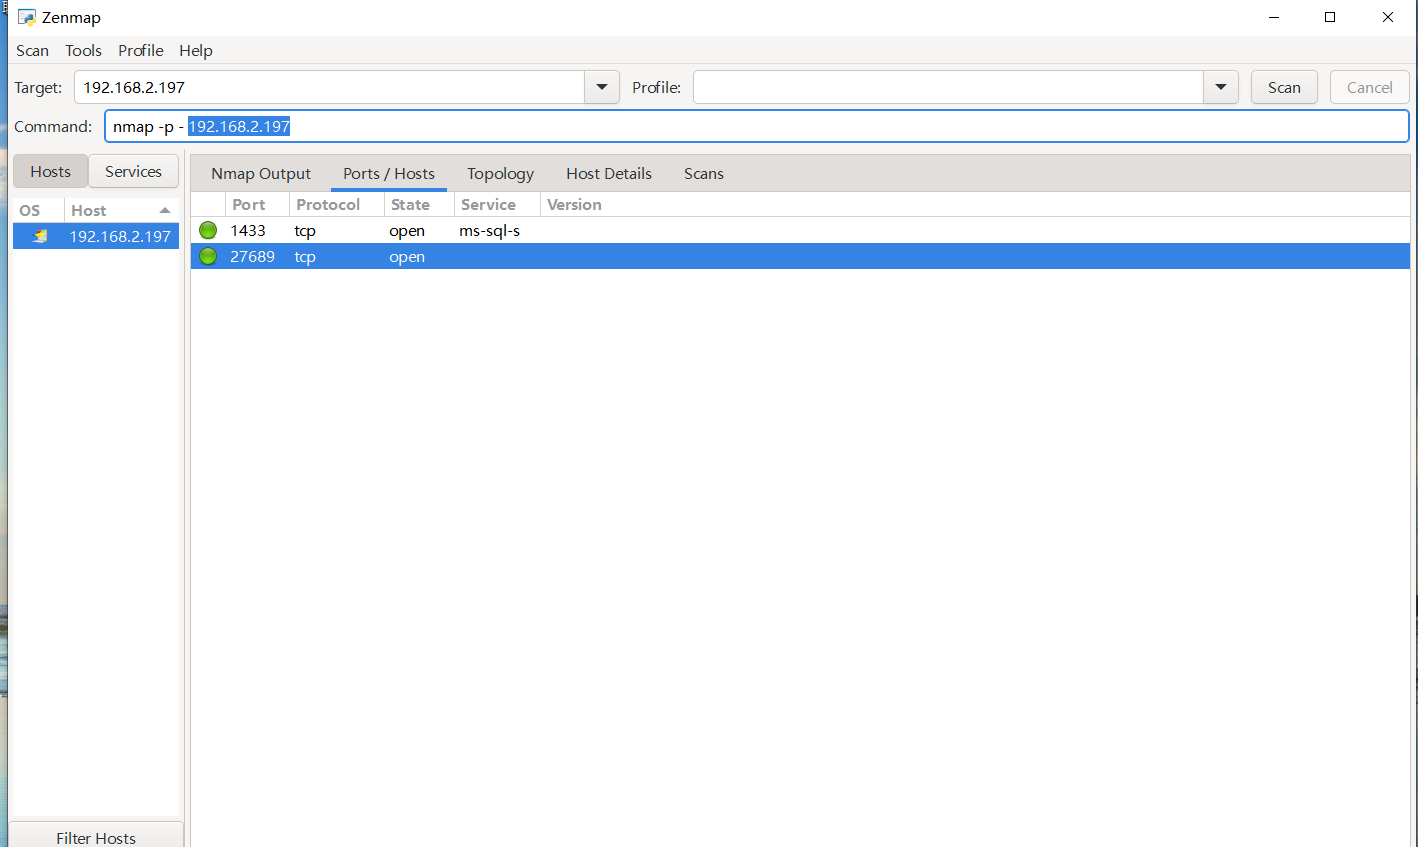 Zenmap
Scan Tools Profile Help
Target: 192.168.2.197 Profile: Scan Cancel
Command: nmap -p - 192.168.2.197
Hosts Services
Nmap Output Ports / Hosts Topology Host Details Scans
OS Host
Port Protocol State Service Version
192.168.2.197
1433 tcp open ms-sql-s
27689 tcp open
Filter Hosts